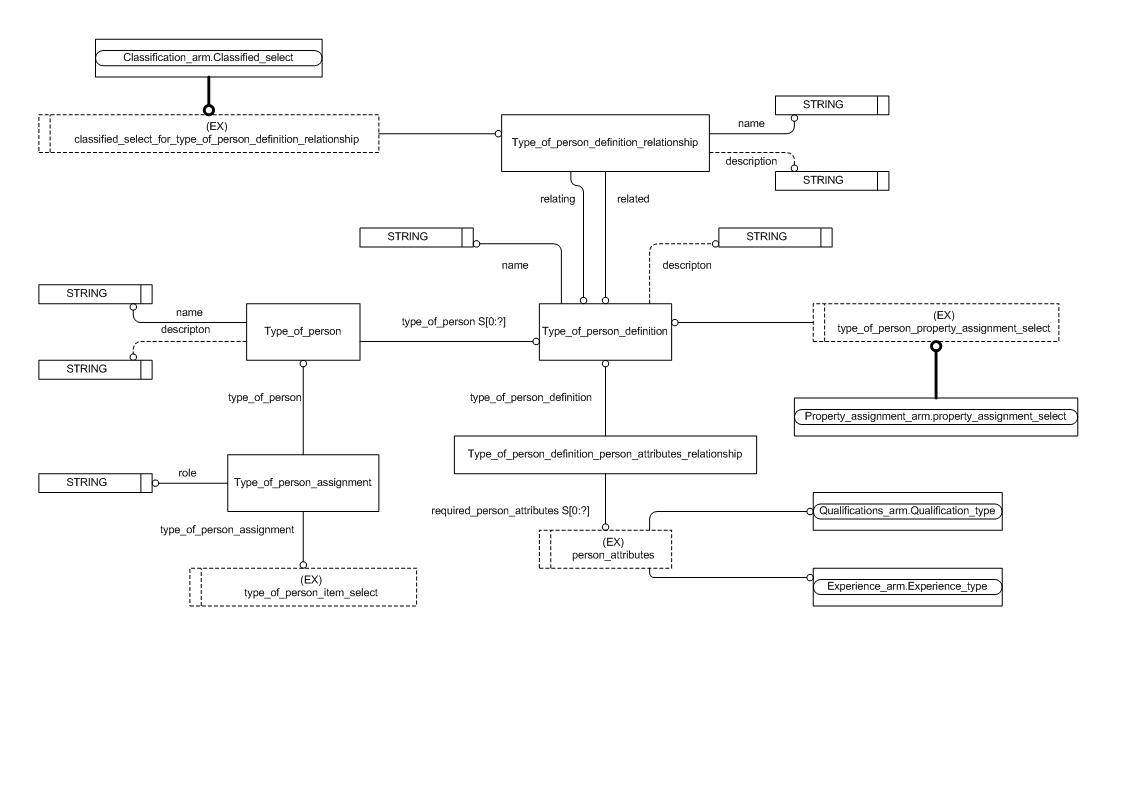 Classification_arm.Classified_select
STRING
name
(EX)
classified_select_for_type_of_person_definition_relationship
Type_of_person_definition_relationship
description
STRING
relating
related
STRING
STRING
name
descripton
STRING
name
type_of_person S[0:?]
(EX)
type_of_person_property_assignment_select
descripton
Type_of_person
Type_of_person_definition
STRING
type_of_person
type_of_person_definition
Property_assignment_arm.property_assignment_select
Type_of_person_definition_person_attributes_relationship
role
STRING
Type_of_person_assignment
required_person_attributes S[0:?]
Qualifications_arm.Qualification_type
type_of_person_assignment
(EX)
person_attributes
(EX)
type_of_person_item_select
Experience_arm.Experience_type